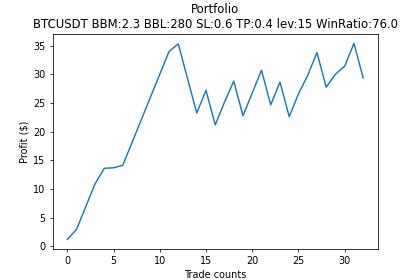 Portfolio
BTCUSDT BBM:2.3 BBL:280 SL:0.6 TP:0.4 lev:15 WinRatio:76.0
35
30
25
20
15
10
5
0
Profit ($)
0 5 10 15 20 25 30
Trade counts